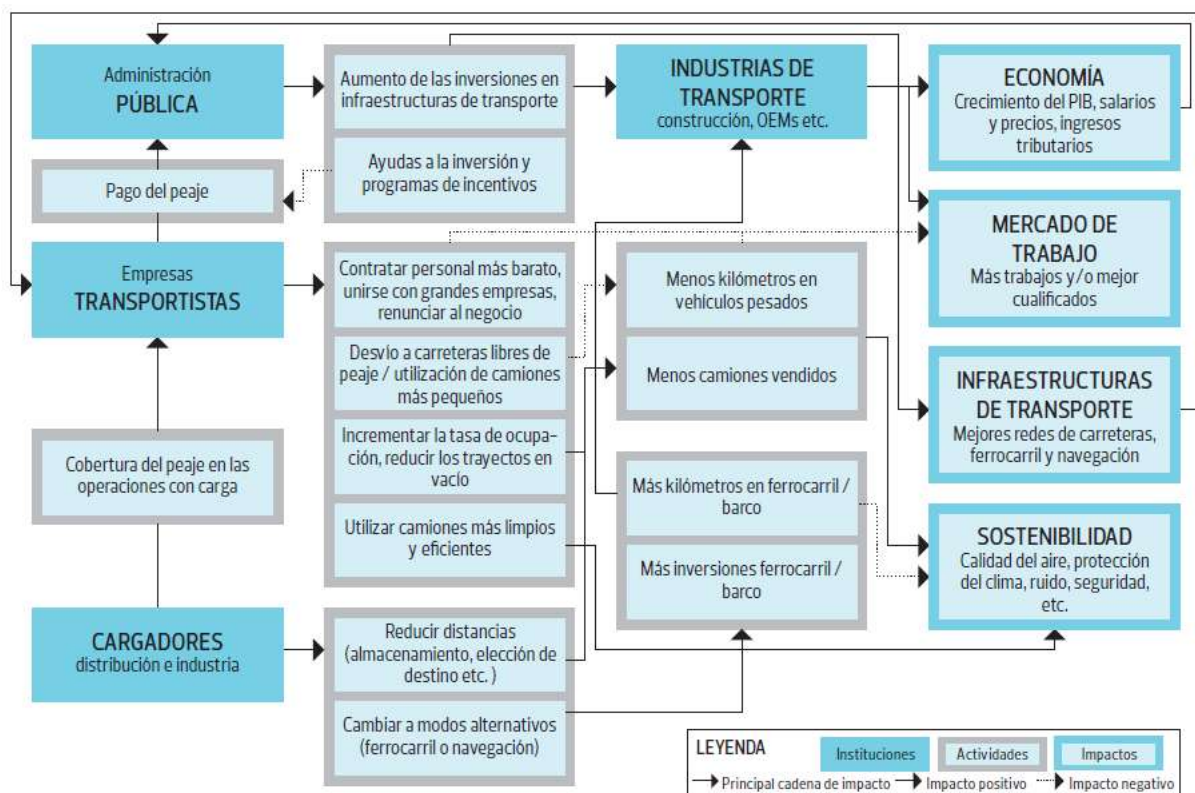 Administración
PÚBLICA
Aumento de las inversiones en
infraestructuras de transporte
Ayudas a la inversión y
programas de incentivos
INDUSTRIAS DE
TRANSPORTE
construcción, OEMs etc.
ECONOMÍA
Crecimiento del PIB, salarios
y precios, ingresos
tributarios
Pago del peaje
MERCADO DE
TRABAJO
Más trabajos y/o mejor
cualificados
Empresas
TRANSPORTISTAS
Contratar personal más barato,
unirse con grandes empresas,
renunciar al negocio
Desvio a carreteras libres de
peaje / utilización de camiones
más pequeños
Incrementar la tasa de ocupa-
ción, reducir los trayectos en
vacío
Utilizar camiones más limpios
y eficientes
Menos kilómetros en
vehículos pesados
Menos camiones vendidos
INFRAESTRUCTURAS
DE TRANSPORTE
Mejores redes de carreteras,
ferrocarril y navegación
Cobertura del peaje en las
operaciones con carga
Más kilómetros en ferrocarril /
barco
Más inversiones ferrocarril /
barco
SOSTENIBILIDAD
Calidad del aire, protección
del clima, ruido, seguridad,
etc.
CARGADORES
distribución e industria
Reducir distancias
(almacenamiento, elección de
destino etc. )
Cambiar a modos alternativos
(ferrocarril o navegación)
LEYENDA
Instituciones
Actividades
Impactos
Principal cadena de impacto
Impacto positivo
Impacto negativo